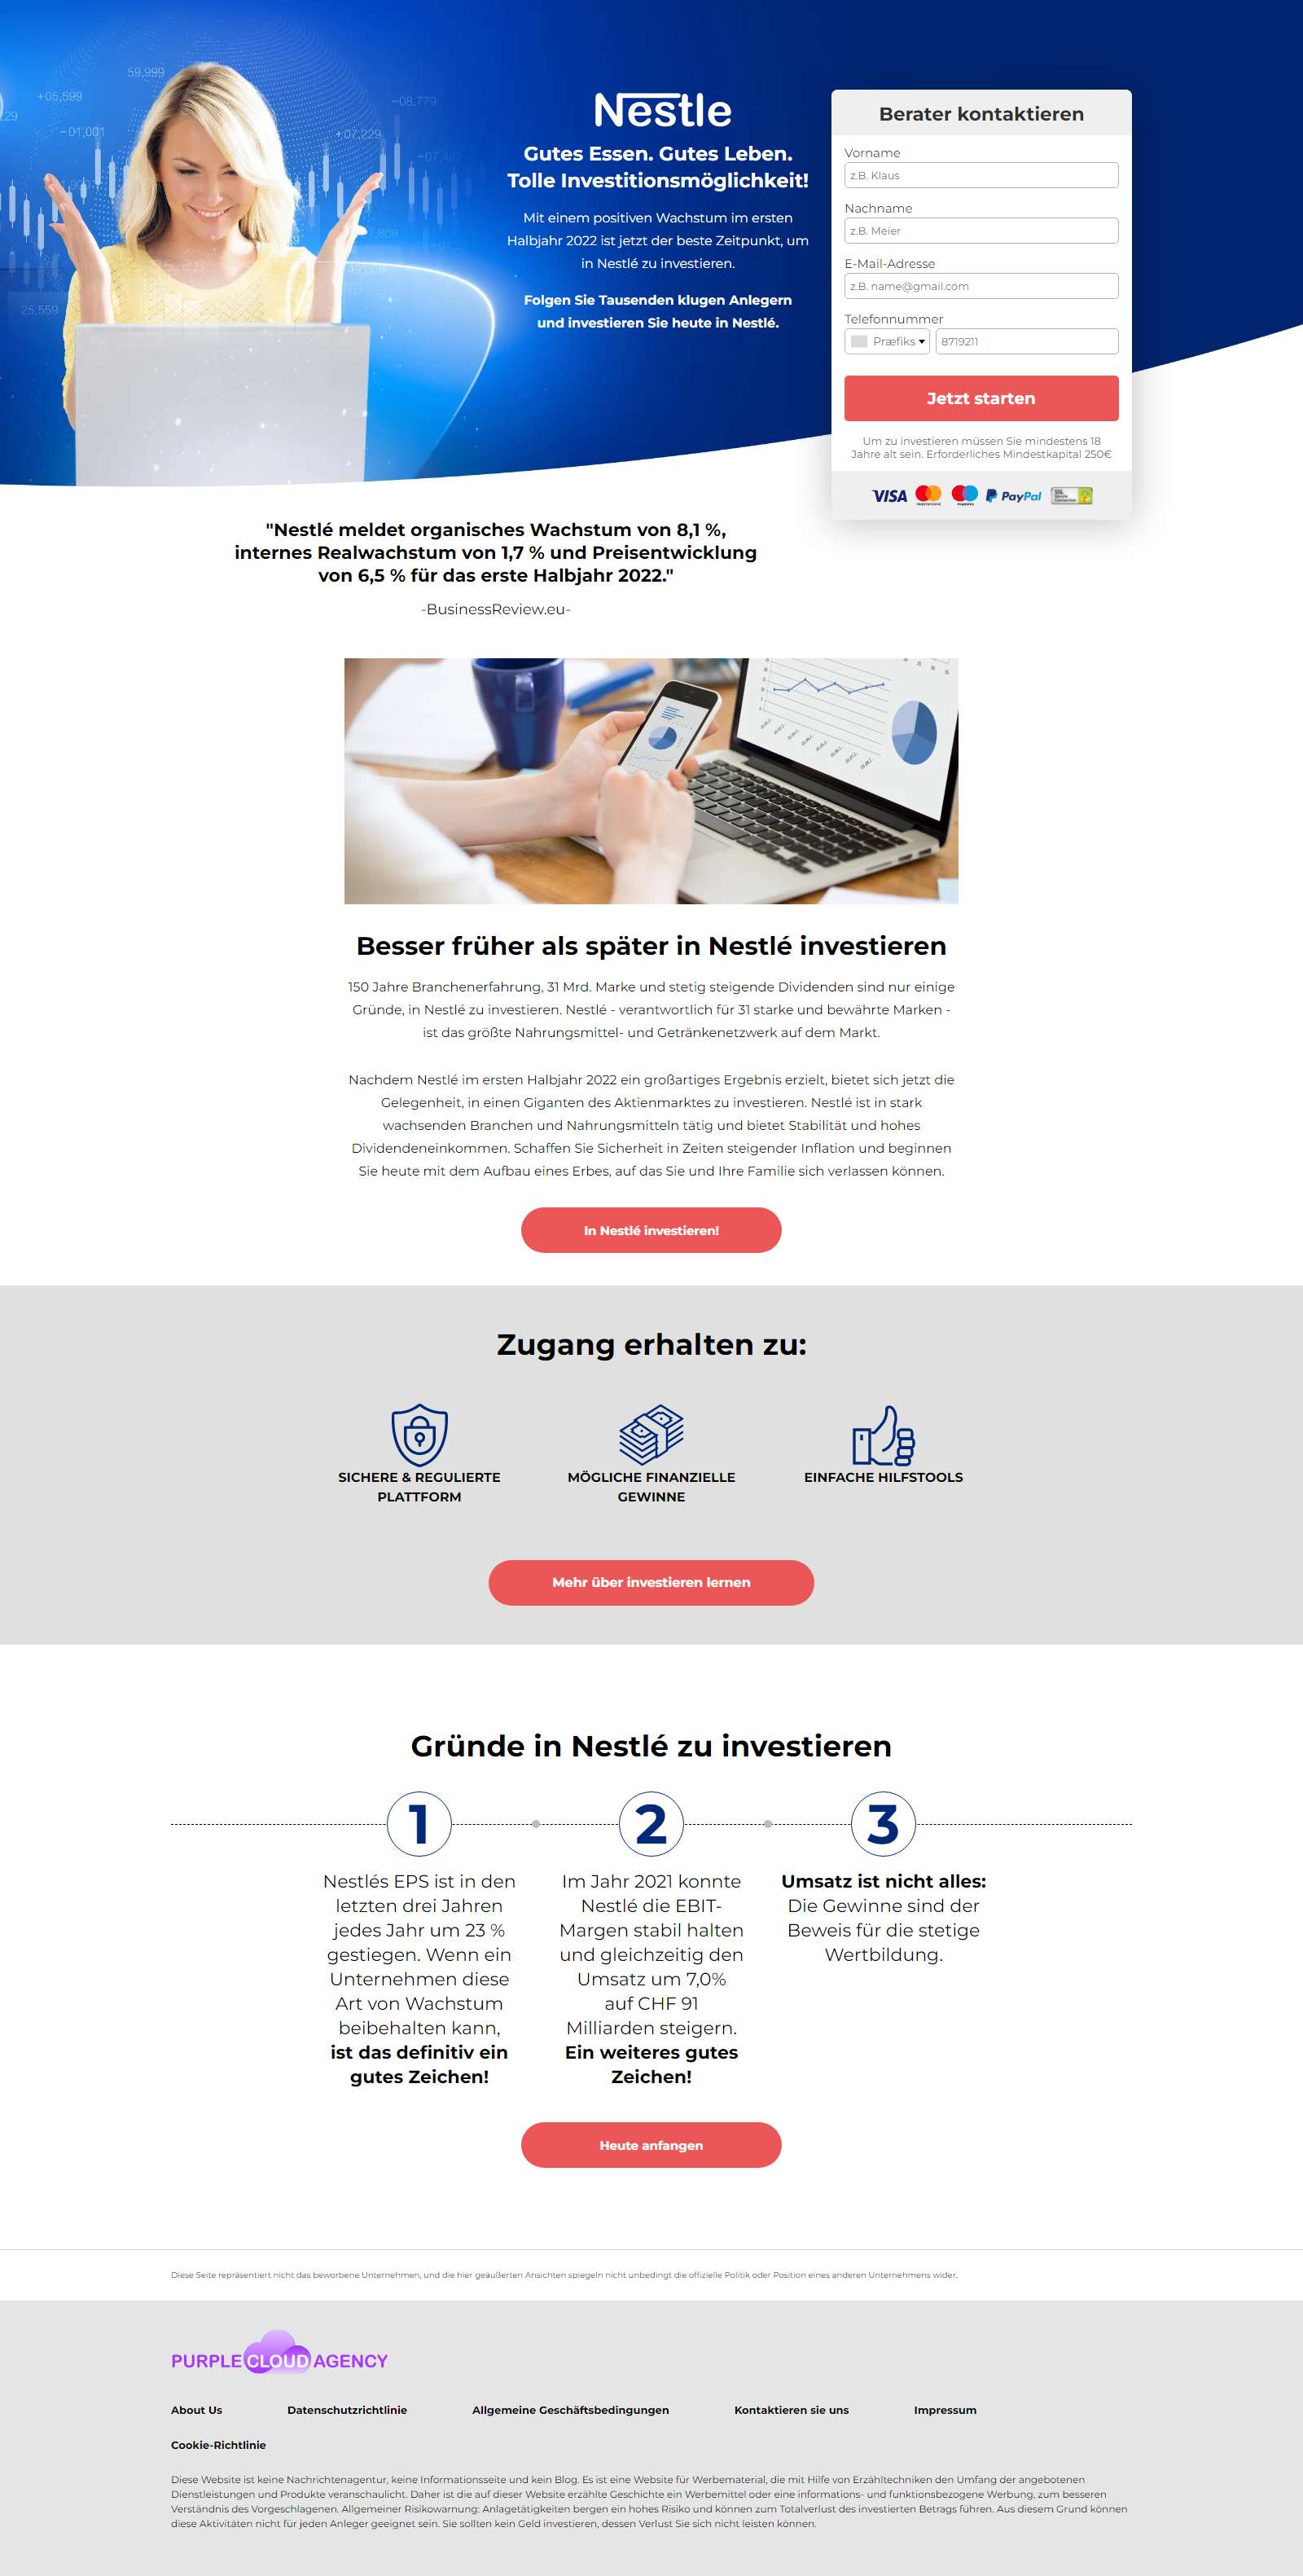 59,999
+05,599
−01,001
−08,779
+07,229
25,559
Nestle
Gutes Essen. Gutes Leben.
Tolle Investitionsmöglichkeit!
Mit einem positiven Wachstum im ersten
Halbjahr 2022 ist jetzt der beste Zeitpunkt, um
in Nestlé zu investieren.
Folgen Sie Tausenden klugen Anlegern
und investieren Sie heute in Nestlé.
Berater kontaktieren
Vorname
z.B. Klaus
Nachname
z.B. Meier
E-Mail-Adresse
z.B. name@gmail.com
Telefonnummer
Præfiks 8719211
Jetzt starten
Um zu investieren müssen Sie mindestens 18
Jahre alt sein. Erforderliches Mindestkapital 250€
VISA mastercard maestro PayPal SSL
"Nestlé meldet organisches Wachstum von 8,1 %,
internes Realwachstum von 1,7 % und Preisentwicklung
von 6,5 % für das erste Halbjahr 2022."
-BusinessReview.eu-
Besser früher als später in Nestlé investieren
150 Jahre Branchenerfahrung, 31 Mrd. Marke und stetig steigende Dividenden sind nur einige
Gründe, in Nestlé zu investieren. Nestlé - verantwortlich für 31 starke und bewährte Marken -
ist das größte Nahrungsmittel- und Getränkenetzwerk auf dem Markt.
Nachdem Nestlé im ersten Halbjahr 2022 ein großartiges Ergebnis erzielt, bietet sich jetzt die
Gelegenheit, in einen Giganten des Aktienmarktes zu investieren. Nestlé ist in stark
wachsenden Branchen und Nahrungsmitteln tätig und bietet Stabilität und hohes
Dividendeneinkommen. Schaffen Sie Sicherheit in Zeiten steigender Inflation und beginnen
Sie heute mit dem Aufbau eines Erbes, auf das Sie und Ihre Familie sich verlassen können.
In Nestlé investieren!
Zugang erhalten zu:
SICHERE & REGULIERTE
PLATTFORM
MÖGLICHE FINANZIELLE
GEWINNE
EINFACHE HILFSTOOLS
Mehr über investieren lernen
Gründe in Nestlé zu investieren
1
Nestlés EPS ist in den
letzten drei Jahren
jedes Jahr um 23 %
gestiegen. Wenn ein
Unternehmen diese
Art von Wachstum
beibehalten kann,
ist das definitiv ein
gutes Zeichen!
2
Im Jahr 2021 konnte
Nestlé die EBIT-
Margen stabil halten
und gleichzeitig den
Umsatz um 7,0%
auf CHF 91
Milliarden steigern.
Ein weiteres gutes
Zeichen!
3
Umsatz ist nicht alles:
Die Gewinne sind der
Beweis für die stetige
Wertbildung.
Heute anfangen
Diese Seite repräsentiert nicht das beworbene Unternehmen, und die hier geäußerten Ansichten spiegeln nicht unbedingt die offizielle Politik oder Position eines anderen Unternehmens wider.
PURPLE CLOUD AGENCY
About Us Datenschutzrichtlinie Allgemeine Geschäftsbedingungen Kontaktieren sie uns Impressum
Cookie-Richtlinie
Diese Website ist keine Nachrichtenagentur, keine Informationsseite und kein Blog. Es ist eine Website für Werbematerial, die mit Hilfe von Erzähltechniken den Umfang der angebotenen
Dienstleistungen und Produkte veranschaulicht. Daher ist die auf dieser Website erzählte Geschichte ein Werbemittel oder eine informations- und funktionsbezogene Werbung, zum besseren
Verständnis des Vorgeschlagenen. Allgemeiner Risikowarnung: Anlagetätigkeiten bergen ein hohes Risiko und können zum Totalverlust des investierten Betrags führen. Aus diesem Grund können
diese Aktivitäten nicht für jeden Anleger geeignet sein. Sie sollten kein Geld investieren, dessen Verlust Sie sich nicht leisten können.